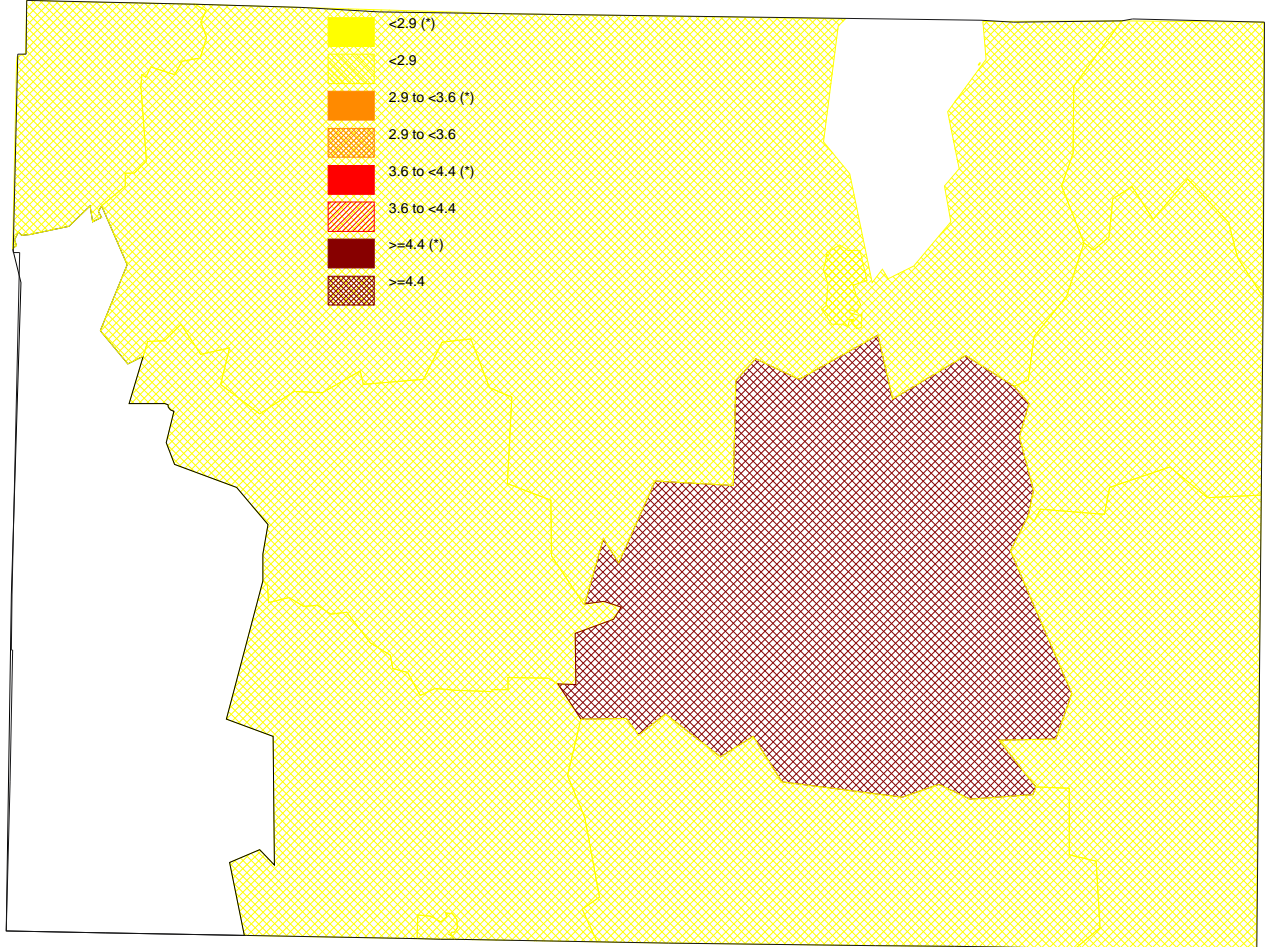 <2.9 (*)
<2.9
2.9 to <3.6 (*)
2.9 to <3.6
3.6 to <4.4 (*)
3.6 to <4.4
>=4.4 (*)
>=4.4